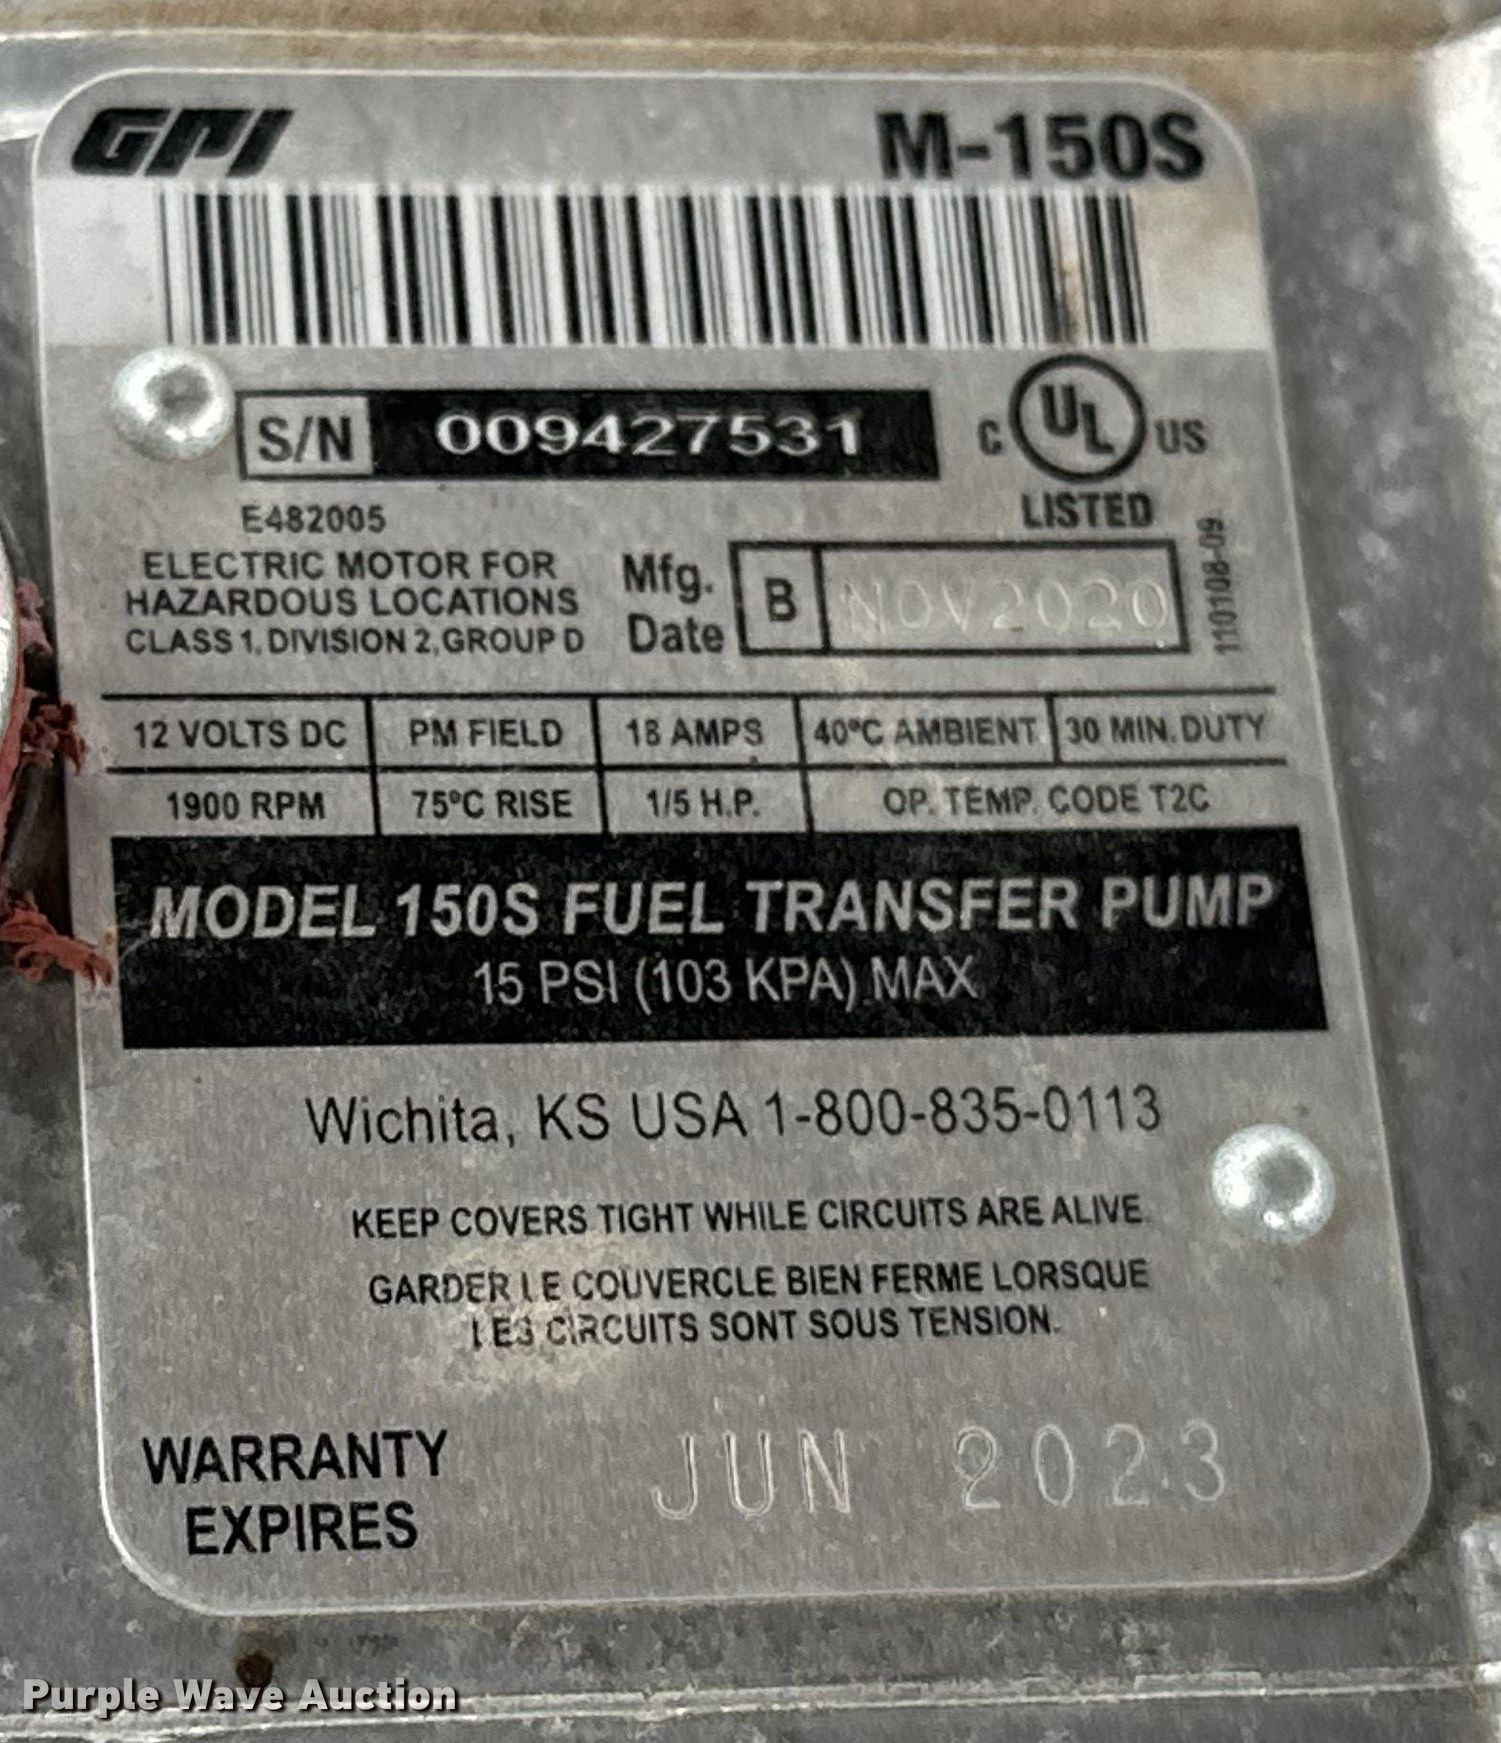 GPI M-150S
S/N 009427531
C UL US
LISTED
E482005
ELECTRIC MOTOR FOR
HAZARDOUS LOCATIONS
CLASS 1, DIVISION 2, GROUP D
Mfg. Date B NOV2020
110108-09
12 VOLTS DC PM FIELD 18 AMPS 40°C AMBIENT 30 MIN. DUTY
1900 RPM 75°C RISE 1/5 H.P. OP. TEMP. CODE T2C
MODEL 150S FUEL TRANSFER PUMP
15 PSI (103 KPA) MAX
Wichita, KS USA 1-800-835-0113
KEEP COVERS TIGHT WHILE CIRCUITS ARE ALIVE.
GARDER LE COUVERCLE BIEN FERME LORSQUE
LES CIRCUITS SONT SOUS TENSION.
WARRANTY
EXPIRES JUN 2023
Purple Wave Auction